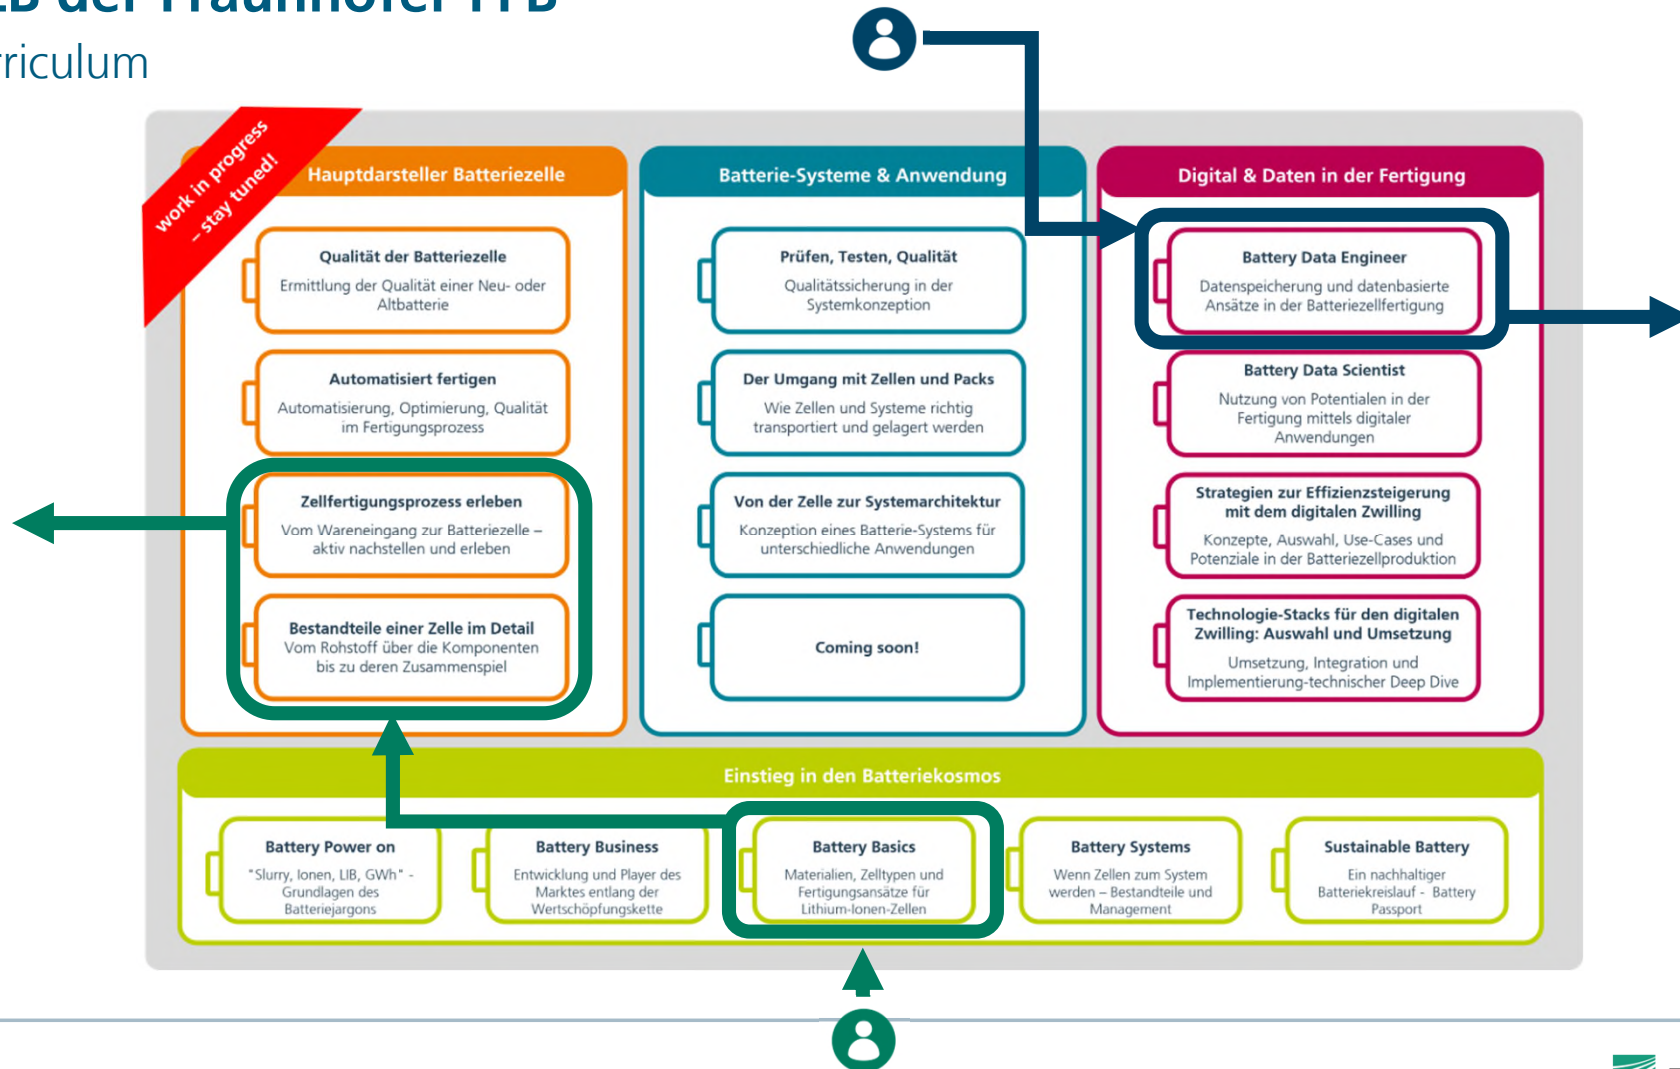 der Fraunhofer FFB
work in progress
– stay tuned!
Hauptdarsteller Batteriezelle
Qualität der Batteriezelle
Ermittlung der Qualität einer Neu- oder
Altbatterie
Automatisiert fertigen
Automatisierung, Optimierung, Qualität
im Fertigungsprozess
Zellfertigungsprozess erleben
Vom Wareneingang zur Batteriezelle –
aktiv nachstellen und erleben
Bestandteile einer Zelle im Detail
Vom Rohstoff über die Komponenten
bis zu deren Zusammenspiel
Batterie-Systeme & Anwendung
Prüfen, Testen, Qualität
Qualitätssicherung in der
Systemkonzeption
Der Umgang mit Zellen und Packs
Wie Zellen und Systeme richtig
transportiert und gelagert werden
Von der Zelle zur Systemarchitektur
Konzeption eines Batterie-Systems für
unterschiedliche Anwendungen
Coming soon!
Digital & Daten in der Fertigung
Battery Data Engineer
Datenspeicherung und datenbasierte
Ansätze in der Batteriezellfertigung
Battery Data Scientist
Nutzung von Potentialen in der
Fertigung mittels digitaler
Anwendungen
Strategien zur Effizienzsteigerung
mit dem digitalen Zwilling
Konzepte, Auswahl, Use-Cases und
Potenziale in der Batteriezellproduktion
Technologie-Stacks für den digitalen
Zwilling: Auswahl und Umsetzung
Umsetzung, Integration und
Implementierung-technischer Deep Dive
Einstieg in den Batteriekosmos
Battery Power on
"Slurry, Ionen, LIB, GWh" -
Grundlagen des
Batteriejargons
Battery Business
Entwicklung und Player des
Marktes entlang der
Wertschöpfungskette
Battery Basics
Materialien, Zelltypen und
Fertigungsansätze für
Lithium-Ionen-Zellen
Battery Systems
Wenn Zellen zum System
werden – Bestandteile und
Management
Sustainable Battery
Ein nachhaltiger
Batteriekreislauf - Battery
Passport